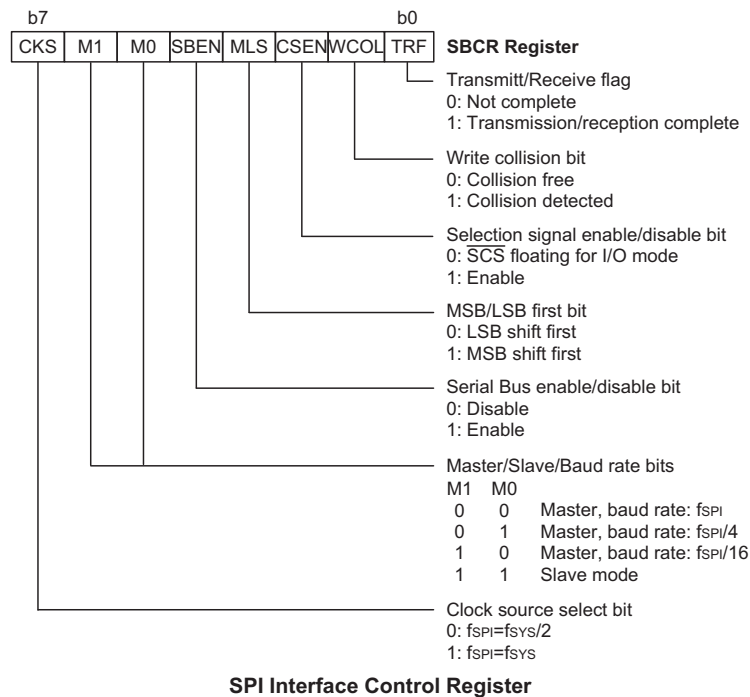 b7 b0
CKS M1 M0 SBEN MLS CSEN WCOL TRF SBCR Register
Transmitt/Receive flag
0: Not complete
1: Transmission/reception complete
Write collision bit
0: Collision free
1: Collision detected
Selection signal enable/disable bit
0: S̅C̅S̅ floating for I/O mode
1: Enable
MSB/LSB first bit
0: LSB shift first
1: MSB shift first
Serial Bus enable/disable bit
0: Disable
1: Enable
Master/Slave/Baud rate bits
M1 M0
0 0 Master, baud rate: fSPI
0 1 Master, baud rate: fSPI/4
1 0 Master, baud rate: fSPI/16
1 1 Slave mode
Clock source select bit
0: fSPI=fSYS/2
1: fSPI=fSYS
SPI Interface Control Register